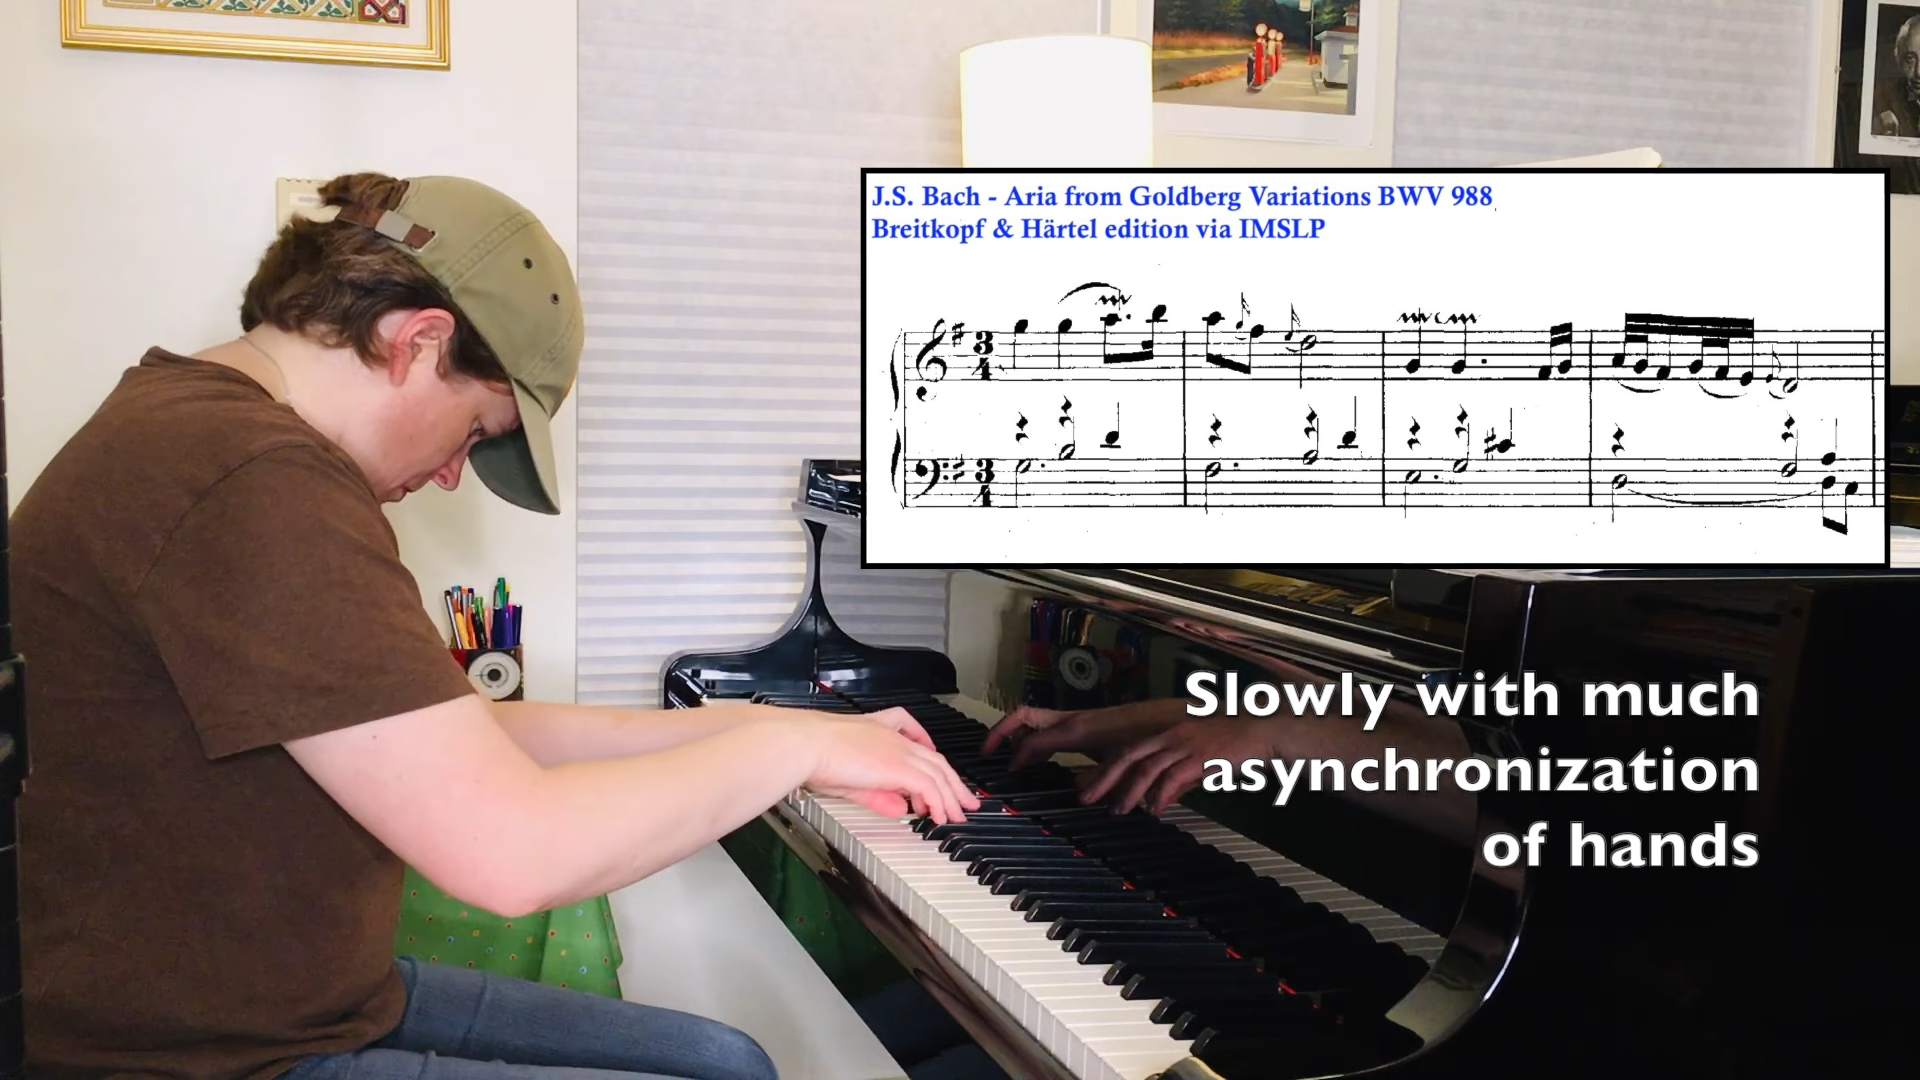 J.S. Bach - Aria from Goldberg Variations BWV 988
Breitkopf & Härtel edition via IMSLP
Slowly with much
asynchronization
of hands